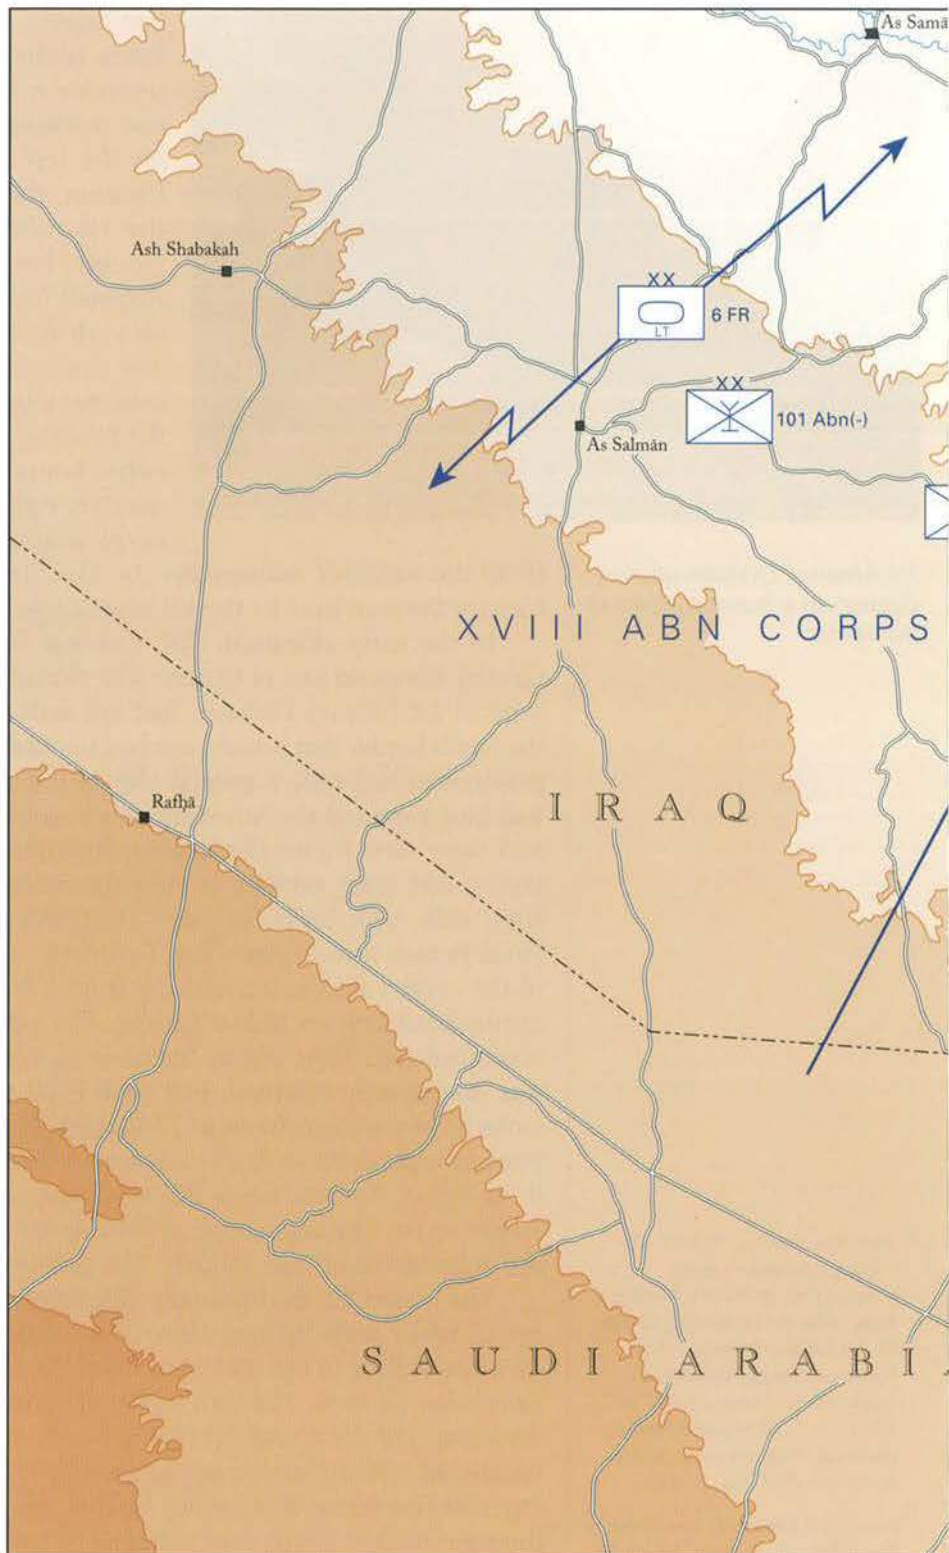 As Samā
Ash Shabakah
XX
LT
6 FR
XX
101 Abn(-)
As Salmān
XVIII ABN CORPS
IRAQ
Rafḥā
SAUDI ARABIA